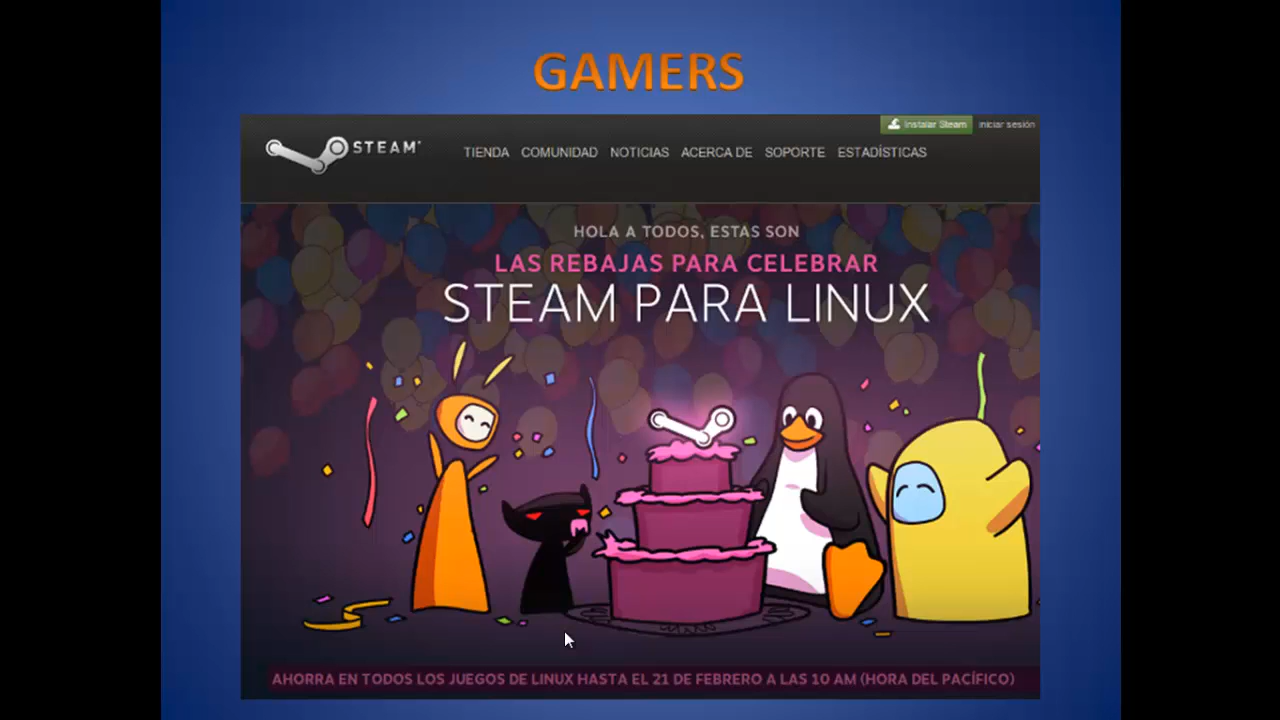 GAMERS
Instalar Steam iniciar sesión
STEAM
TIENDA COMUNIDAD NOTICIAS ACERCA DE SOPORTE ESTADÍSTICAS
HOLA A TODOS, ESTAS SON
LAS REBAJAS PARA CELEBRAR
STEAM PARA LINUX
AHORRA EN TODOS LOS JUEGOS DE LINUX HASTA EL 21 DE FEBRERO A LAS 10 AM (HORA DEL PACÍFICO)